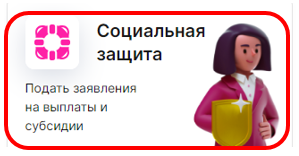 Социальная
защита
Подать заявления
на выплаты и
субсидии